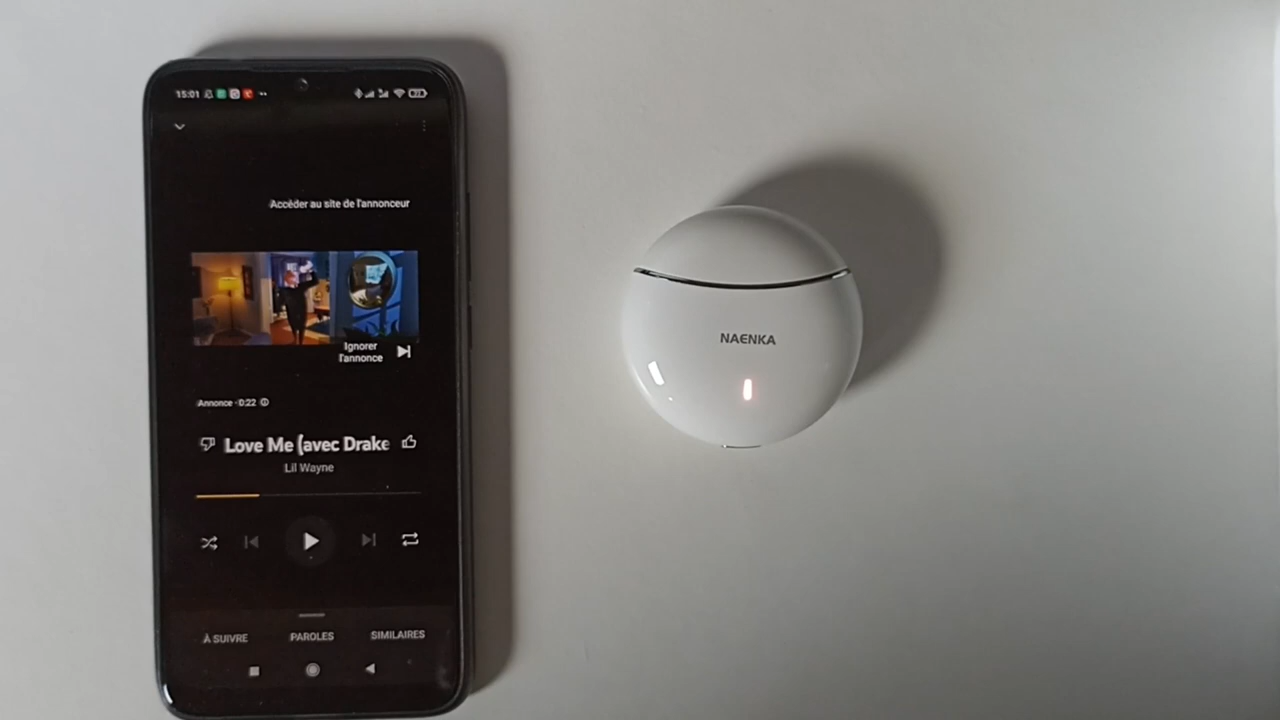 15:01
Accéder au site de l'annonceur
Ignorer
l'annonce
Annonce · 0:22
Love Me (avec Drake
Lil Wayne
À SUIVRE PAROLES SIMILAIRES
NAENKA